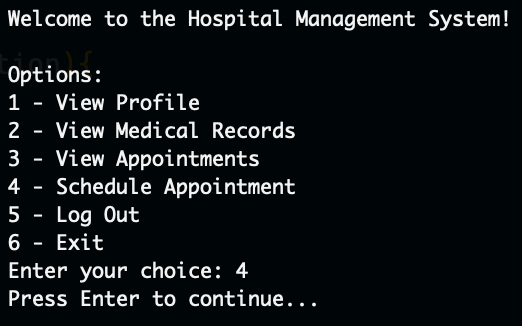 Welcome to the Hospital Management System!
Options:
1 - View Profile
2 - View Medical Records
3 - View Appointments
4 - Schedule Appointment
5 - Log Out
6 - Exit
Enter your choice: 4
Press Enter to continue...